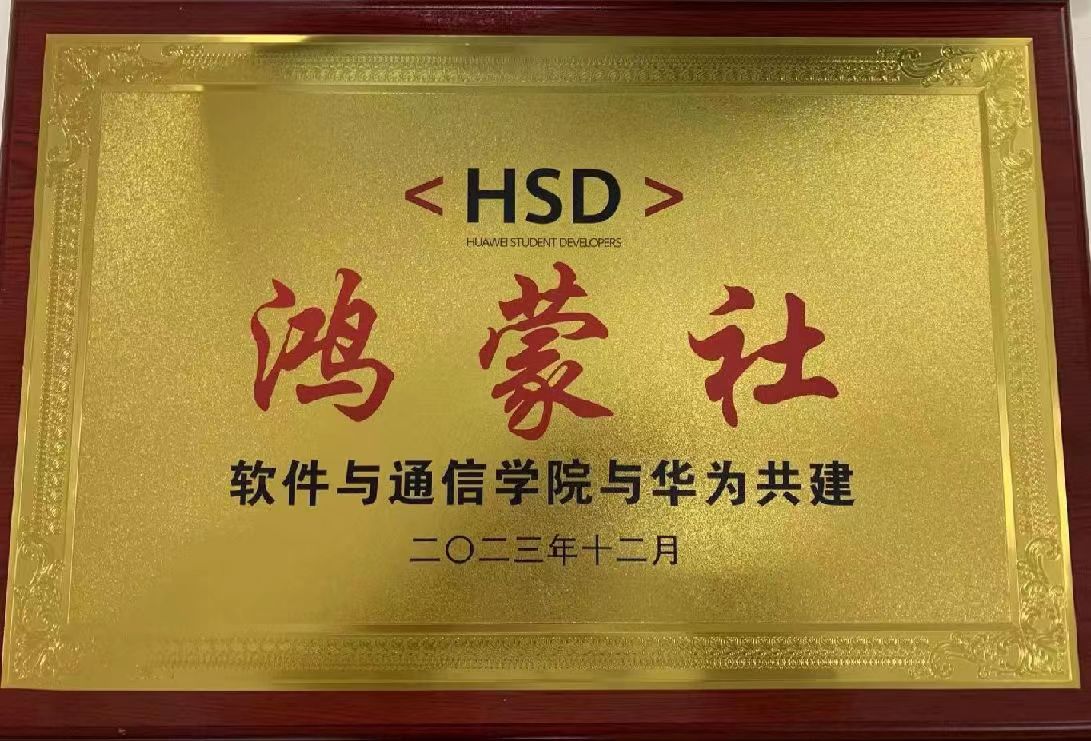 < HSD >
HUAWEI STUDENT DEVELOPERS
鸿蒙社
软件与通信学院与华为共建
二〇二三年十二月